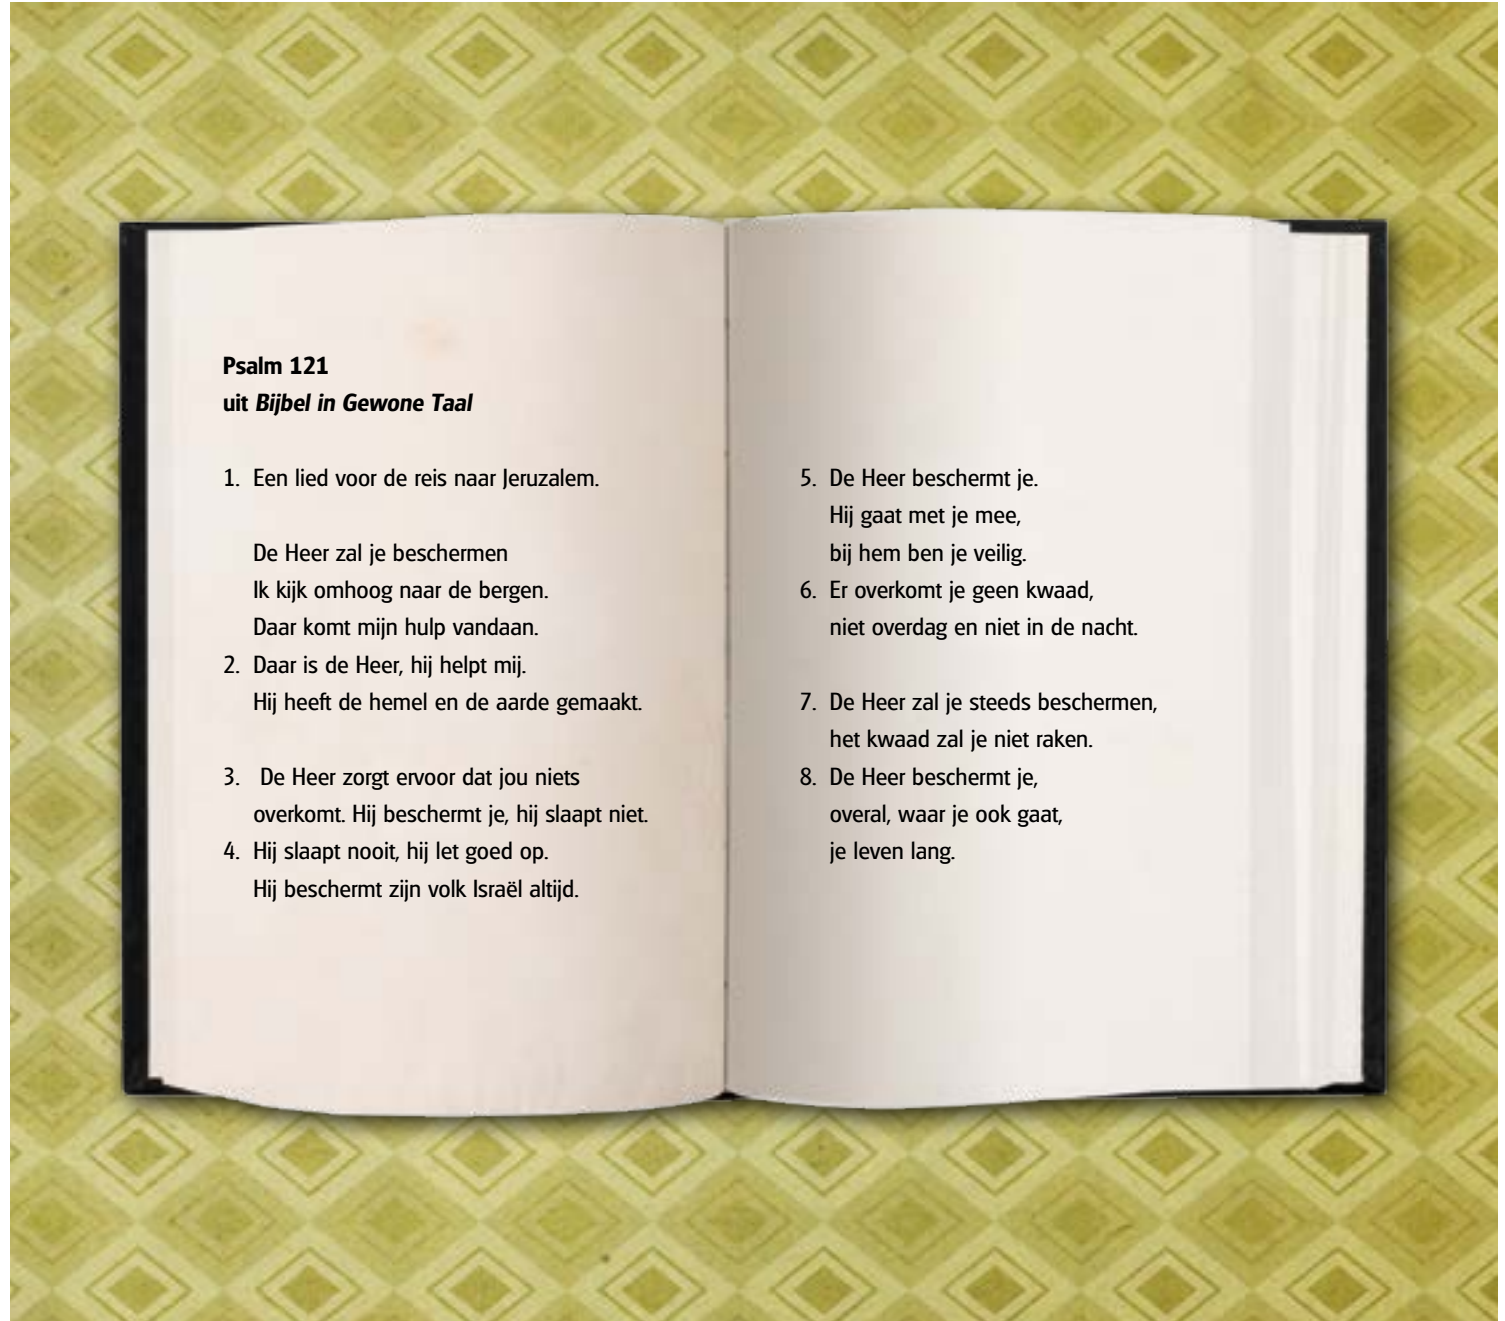 Psalm 121
uit Bijbel in Gewone Taal
1. Een lied voor de reis naar Jeruzalem.
De Heer zal je beschermen
Ik kijk omhoog naar de bergen.
Daar komt mijn hulp vandaan.
2. Daar is de Heer, hij helpt mij.
Hij heeft de hemel en de aarde gemaakt.
3. De Heer zorgt ervoor dat jou niets
overkomt. Hij beschermt je, hij slaapt niet.
4. Hij slaapt nooit, hij let goed op.
Hij beschermt zijn volk Israël altijd.
5. De Heer beschermt je.
Hij gaat met je mee,
bij hem ben je veilig.
6. Er overkomt je geen kwaad,
niet overdag en niet in de nacht.
7. De Heer zal je steeds beschermen,
het kwaad zal je niet raken.
8. De Heer beschermt je,
overal, waar je ook gaat,
je leven lang.